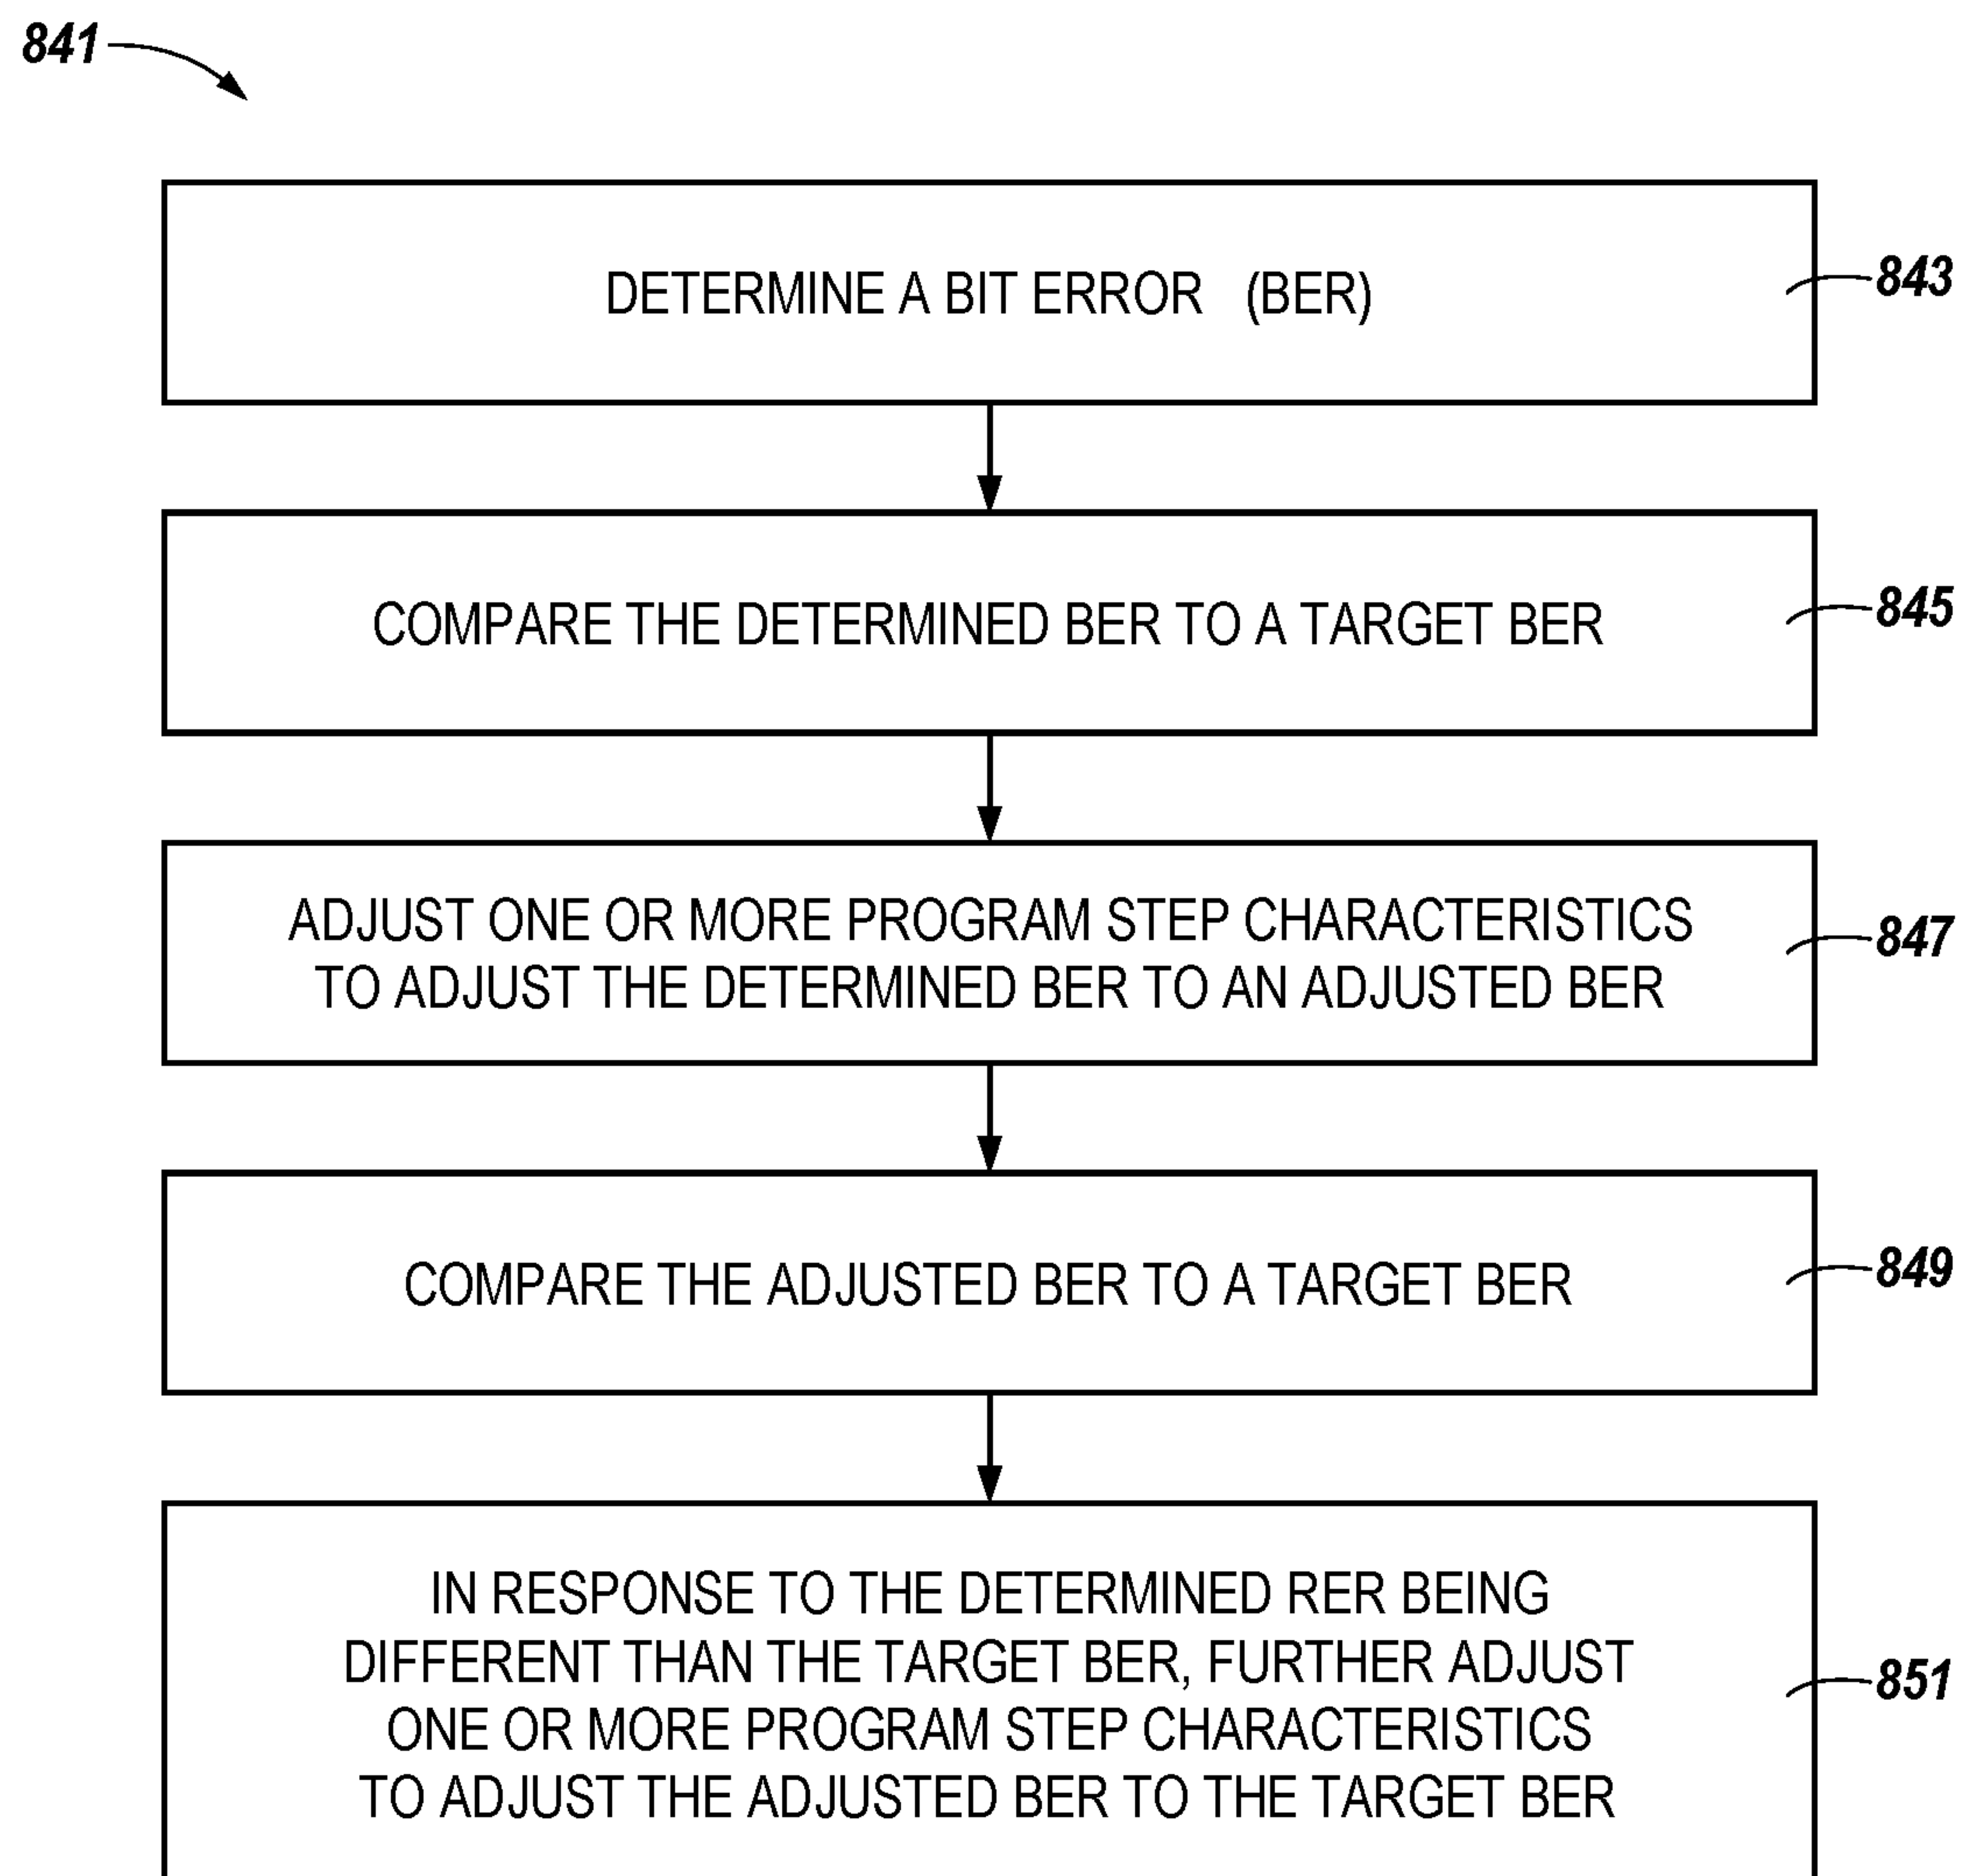 841
DETERMINE A BIT ERROR (BER)
843
COMPARE THE DETERMINED BER TO A TARGET BER
845
ADJUST ONE OR MORE PROGRAM STEP CHARACTERISTICS
TO ADJUST THE DETERMINED BER TO AN ADJUSTED BER
847
COMPARE THE ADJUSTED BER TO A TARGET BER
849
IN RESPONSE TO THE DETERMINED RER BEING
DIFFERENT THAN THE TARGET BER, FURTHER ADJUST
ONE OR MORE PROGRAM STEP CHARACTERISTICS
TO ADJUST THE ADJUSTED BER TO THE TARGET BER
851